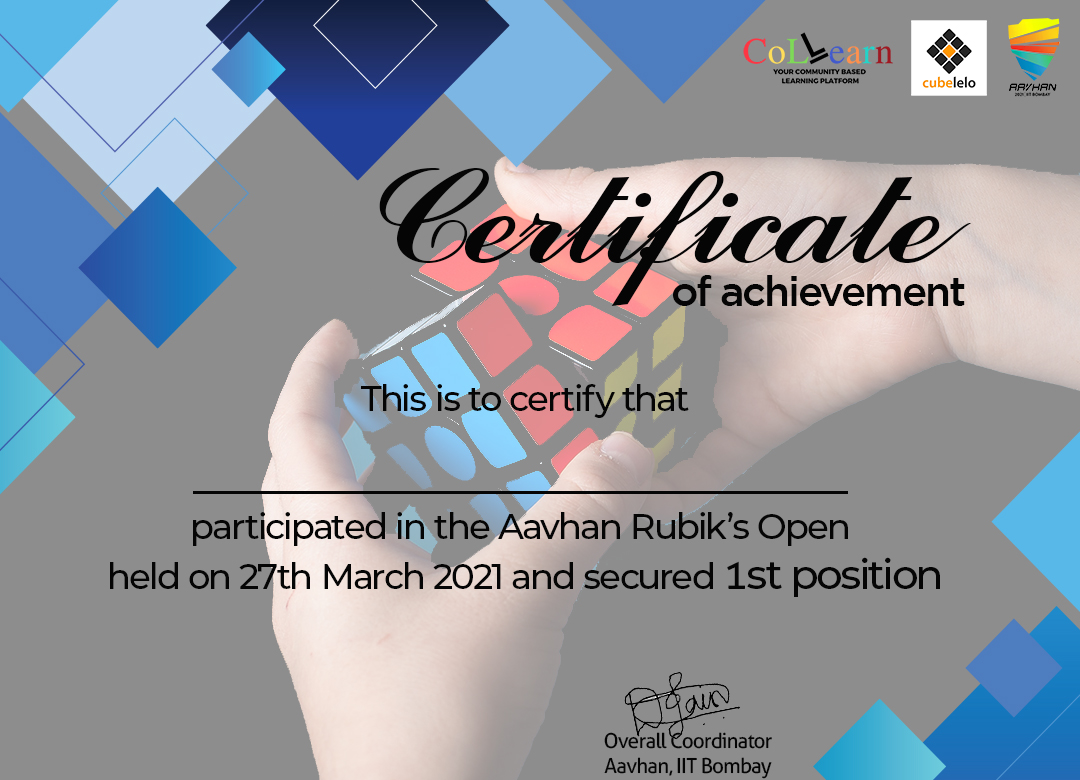 CoLLearn
YOUR COMMUNITY BASED
LEARNING PLATFORM
cubelelo
AAVHAN
2021 IIT BOMBAY
Certificate
of achievement
This is to certify that
participated in the Aavhan Rubik’s Open
held on 27th March 2021 and secured 1st position
Overall Coordinator
Aavhan, IIT Bombay